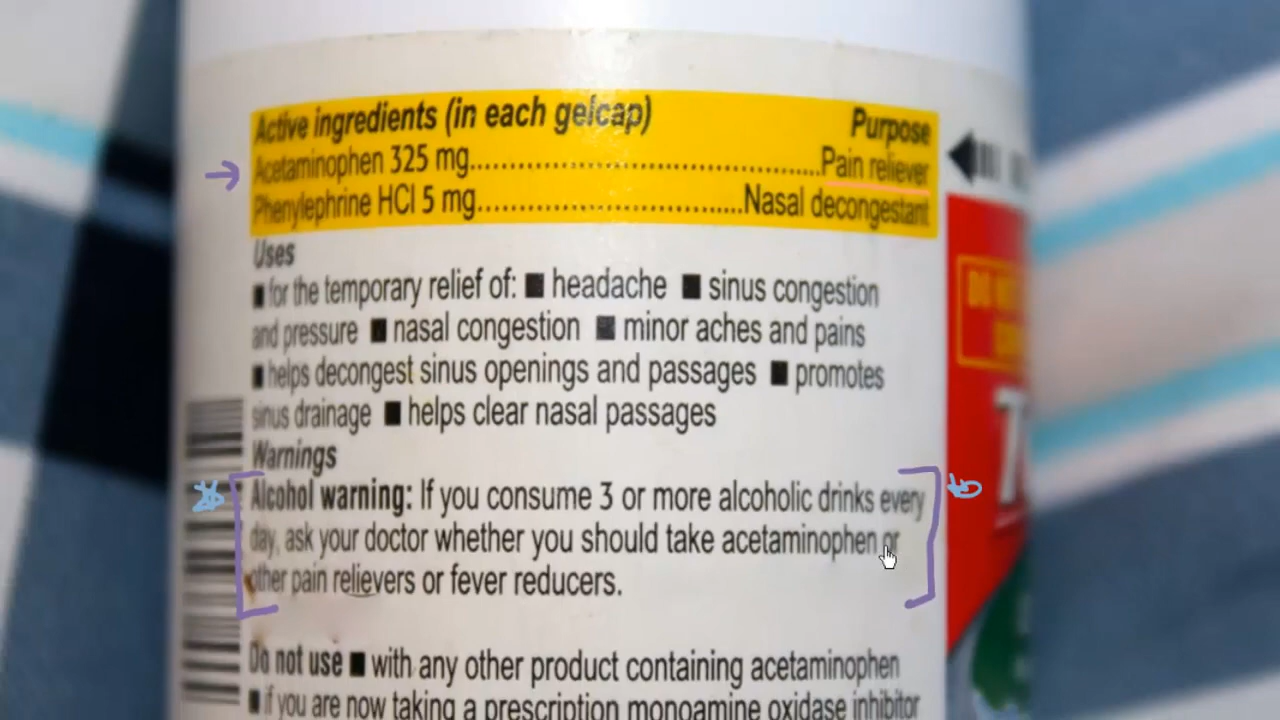 Active ingredients (in each gelcap) Purpose
Acetaminophen 325 mg......................................................Pain reliever
Phenylephrine HCl 5 mg........................................Nasal decongestant
Uses
■ for the temporary relief of: ■ headache ■ sinus congestion
and pressure ■ nasal congestion ■ minor aches and pains
■ helps decongest sinus openings and passages ■ promotes
sinus drainage ■ helps clear nasal passages
Warnings
Alcohol warning: If you consume 3 or more alcoholic drinks every
day, ask your doctor whether you should take acetaminophen or
other pain relievers or fever reducers.
Do not use ■ with any other product containing acetaminophen
■ if you are now taking a prescription monoamine oxidase inhibitor